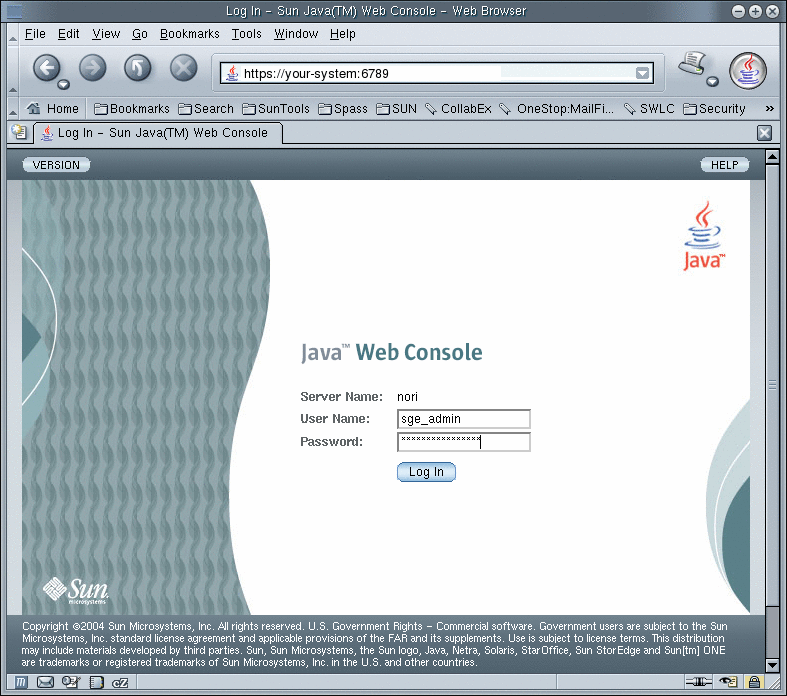 Log In - Sun Java(TM) Web Console - Web Browser
File Edit View Go Bookmarks Tools Window Help
https://your-system:6789
Home Bookmarks Search SunTools Spass SUN CollabEx OneStop:MailFi... SWLC Security »
Log In - Sun Java(TM) Web Console
VERSION HELP
Java™
Java™ Web Console
Server Name: nori
User Name: sge_admin
Password: ****************
Log In
Sun microsystems
Copyright ©2004 Sun Microsystems, Inc. All rights reserved. U.S. Government Rights - Commercial software. Government users are subject to the Sun
Microsystems, Inc. standard license agreement and applicable provisions of the FAR and its supplements. Use is subject to license terms. This distribution
may include materials developed by third parties. Sun, Sun Microsystems, the Sun logo, Java, Netra, Solaris, StarOffice, Sun StorEdge and Sun[tm] ONE
are trademarks or registered trademarks of Sun Microsystems, Inc. in the U.S. and other countries.